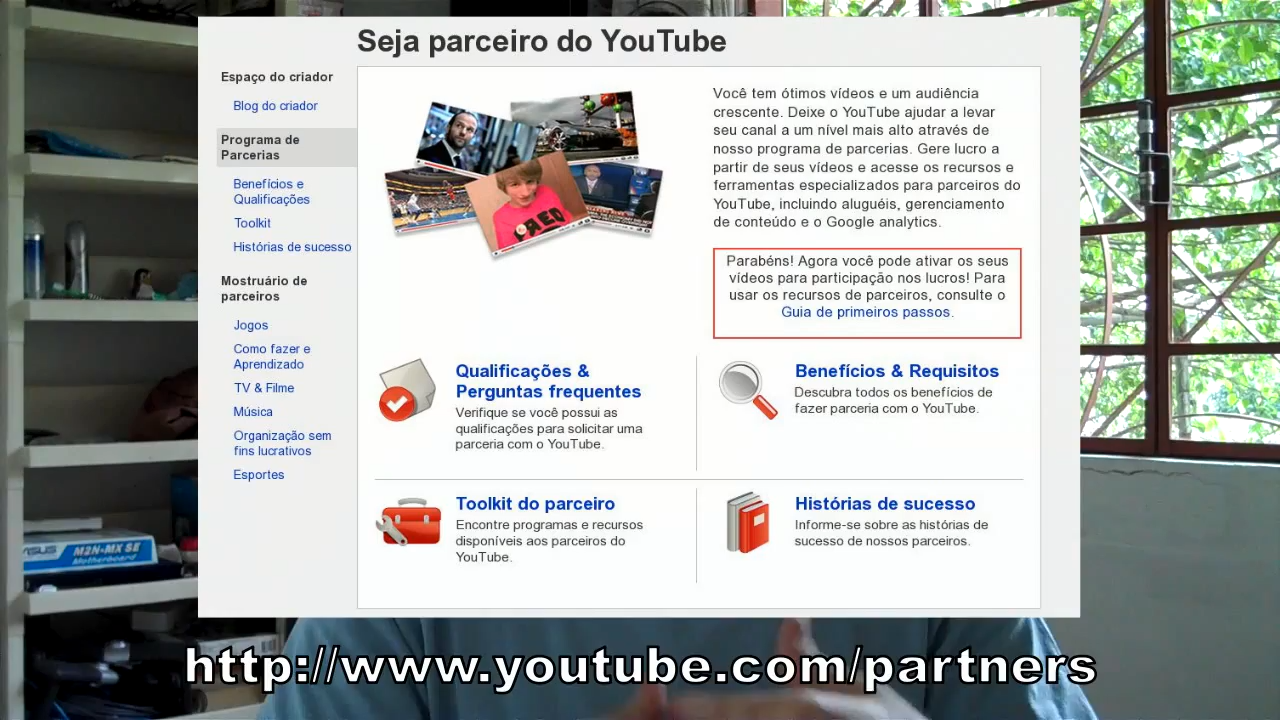 Seja parceiro do YouTube
Espaço do criador
Blog do criador
Programa de
Parcerias
Benefícios e
Qualificações
Toolkit
Histórias de sucesso
Mostruário de
parceiros
Jogos
Como fazer e
Aprendizado
TV & Filme
Música
Organização sem
fins lucrativos
Esportes
Você tem ótimos vídeos e um audiência
crescente. Deixe o YouTube ajudar a levar
seu canal a um nível mais alto através de
nosso programa de parcerias. Gere lucro a
partir de seus vídeos e acesse os recursos e
ferramentas especializados para parceiros do
YouTube, incluindo aluguéis, gerenciamento
de conteúdo e o Google analytics.
Parabéns! Agora você pode ativar os seus
vídeos para participação nos lucros! Para
usar os recursos de parceiros, consulte o
Guia de primeiros passos.
Qualificações &
Perguntas frequentes
Verifique se você possui as
qualificações para solicitar uma
parceria com o YouTube.
Benefícios & Requisitos
Descubra todos os benefícios de
fazer parceria com o YouTube.
Toolkit do parceiro
Encontre programas e recursos
disponíveis aos parceiros do
YouTube.
Histórias de sucesso
Informe-se sobre as histórias de
sucesso de nossos parceiros.
ASUS
M2N-MX SE
Motherboard
http://www.youtube.com/partners